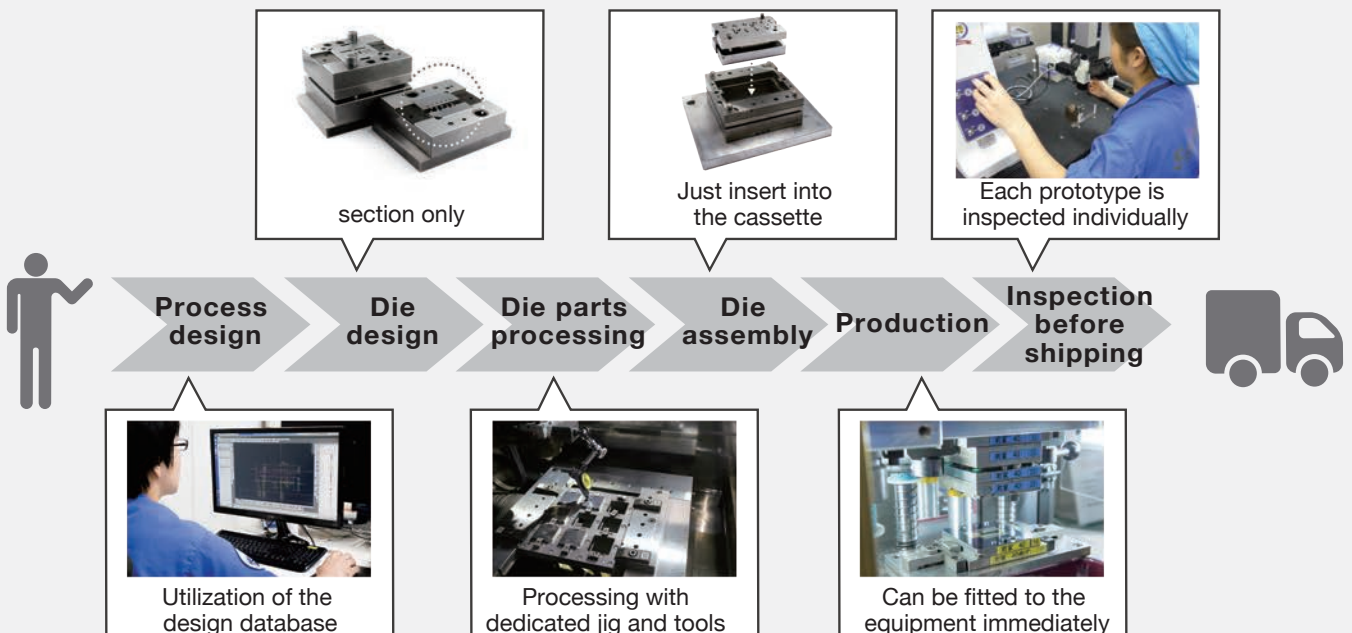 section only
Just insert into
the cassette
Each prototype is
inspected individually
Process
design
Die
design
Die parts
processing
Die
assembly
Production
Inspection
before
shipping
Utilization of the
design database
Processing with
dedicated jig and tools
Can be fitted to the
equipment immediately